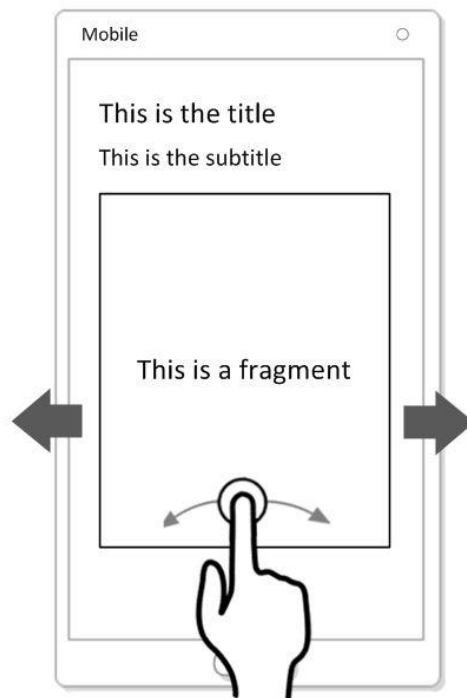 Mobile
This is the title
This is the subtitle
This is a fragment